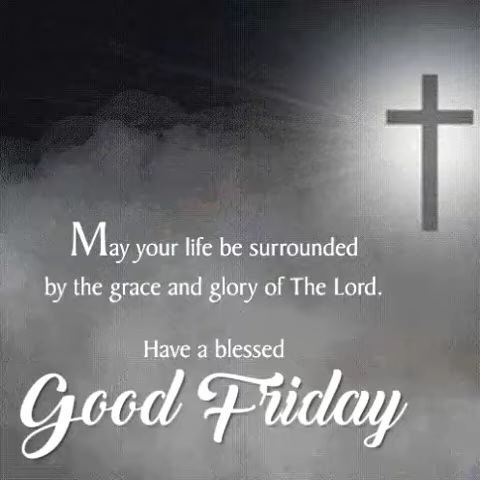 May your life be surrounded
by the grace and glory of The Lord.
Have a blessed
Good Friday